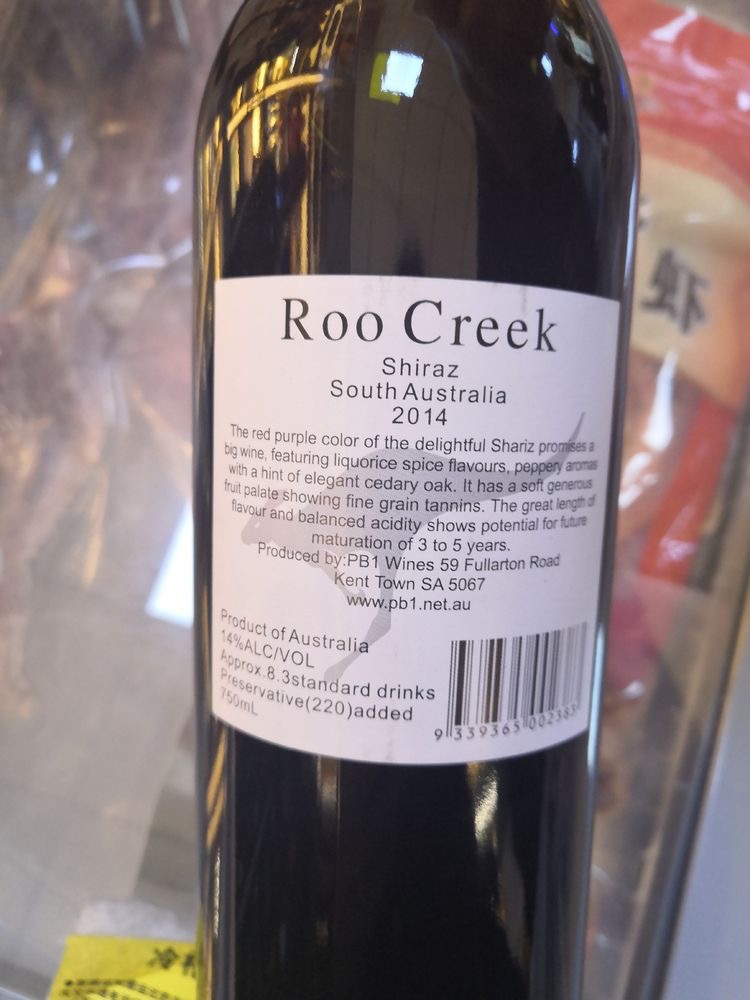 Roo Creek
Shiraz
South Australia
2014
The red purple color of the delightful Shariz promises a
big wine, featuring liquorice spice flavours, peppery aromas
with a hint of elegant cedary oak. It has a soft generous
fruit palate showing fine grain tannins. The great length of
flavour and balanced acidity shows potential for future
maturation of 3 to 5 years.
Produced by:PB1 Wines 59 Fullarton Road
Kent Town SA 5067
www.pb1.net.au
Product of Australia
14%ALC/VOL
Approx.8.3standard drinks
Preservative(220)added
750mL
9 339365 002383